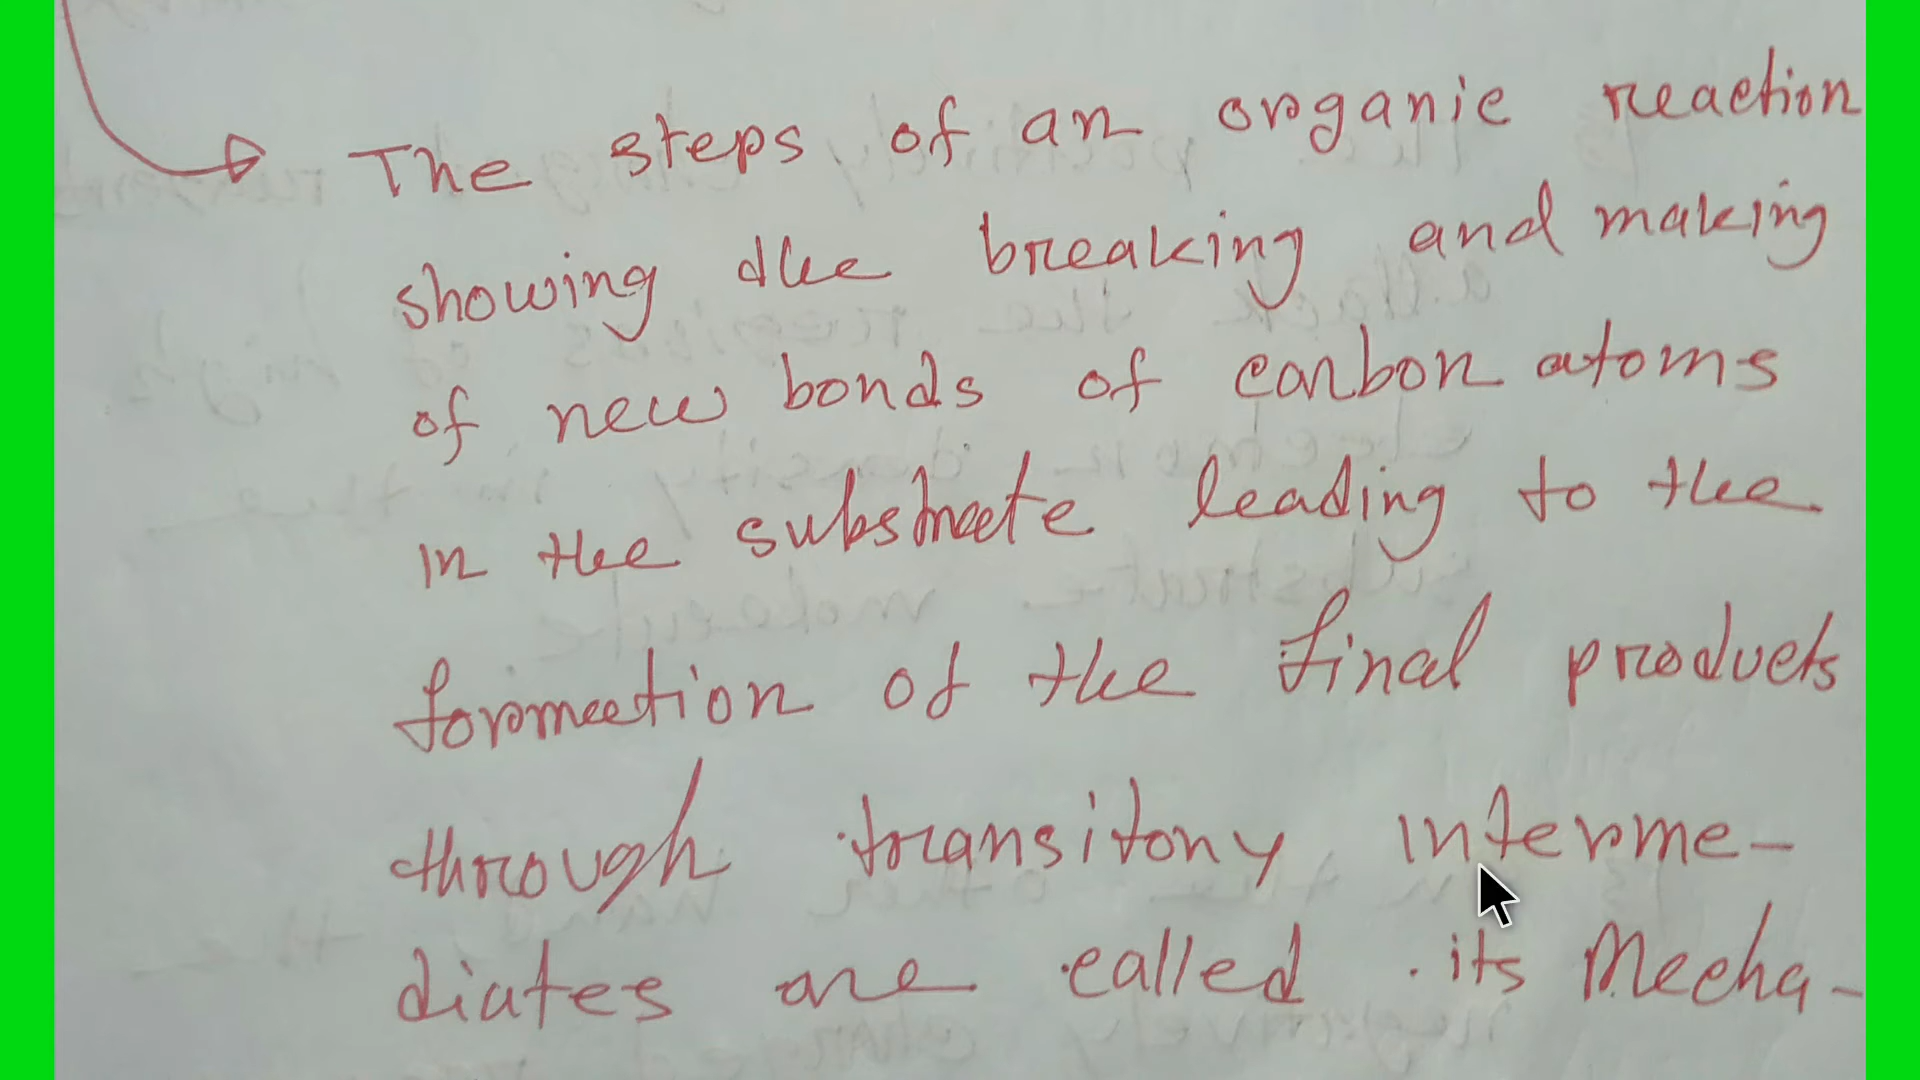 The steps of an organic reaction
showing the breaking and making
of new bonds of carbon atoms
in the substrate leading to the
formation of the final products
through transitory interme-
diates are called its Mecha-